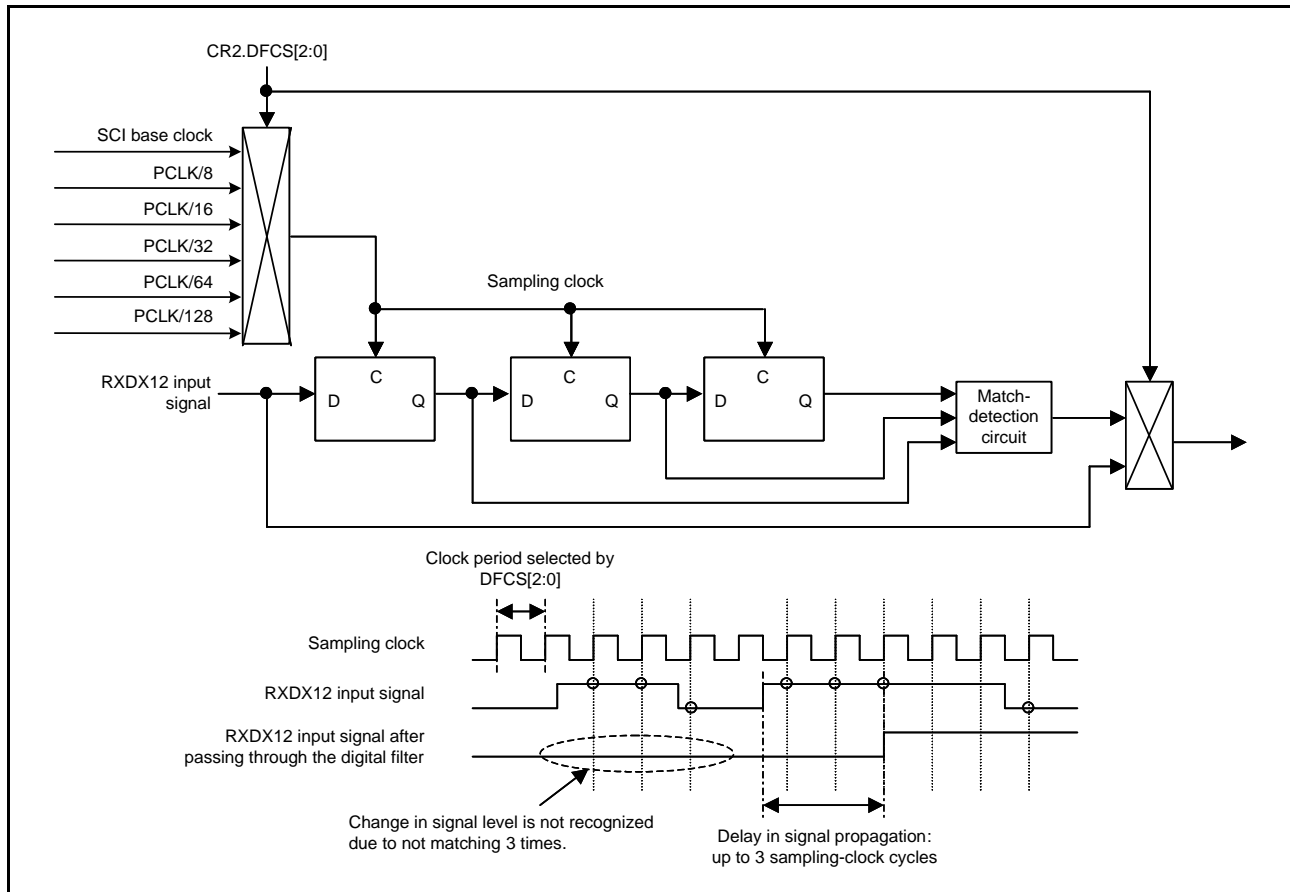 CR2.DFCS[2:0]
SCI base clock
PCLK/8
PCLK/16
PCLK/32
PCLK/64
PCLK/128
Sampling clock
RXDX12 input
signal
C
D
Q
C
D
Q
C
D
Q
Match-
detection
circuit
Clock period selected by
DFCS[2:0]
Sampling clock
RXDX12 input signal
RXDX12 input signal after
passing through the digital filter
Change in signal level is not recognized
due to not matching 3 times.
Delay in signal propagation:
up to 3 sampling-clock cycles